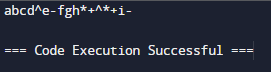 abcd^e-fgh*+^*+i-
=== Code Execution Successful ===